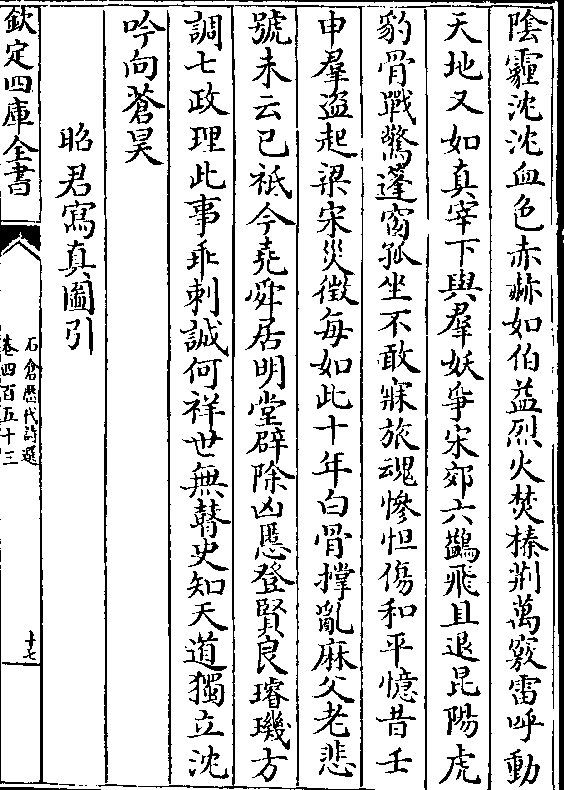 陰霾沈沈血色赤赫如伯益烈火焚榛荆萬竅雷呼動
天地又如真宰下與羣妖爭宋郊六鷁飛且退昆陽虎
豹骨戰驚蓬窗孤坐不敢寐旅魂慘怛傷和平憶昔壬
申羣盗起梁宋災徵每如此十年白骨撑亂麻父老悲
號未云已祇今堯舜居明堂辟除凶慝登賢良璿璣方
調七政理此事乖刺誠何祥世無瞽史知天道獨立沈
吟向蒼昊
昭君寫真圖引
欽定四庫全書
石倉歷代詩選
卷四百五十三
十七